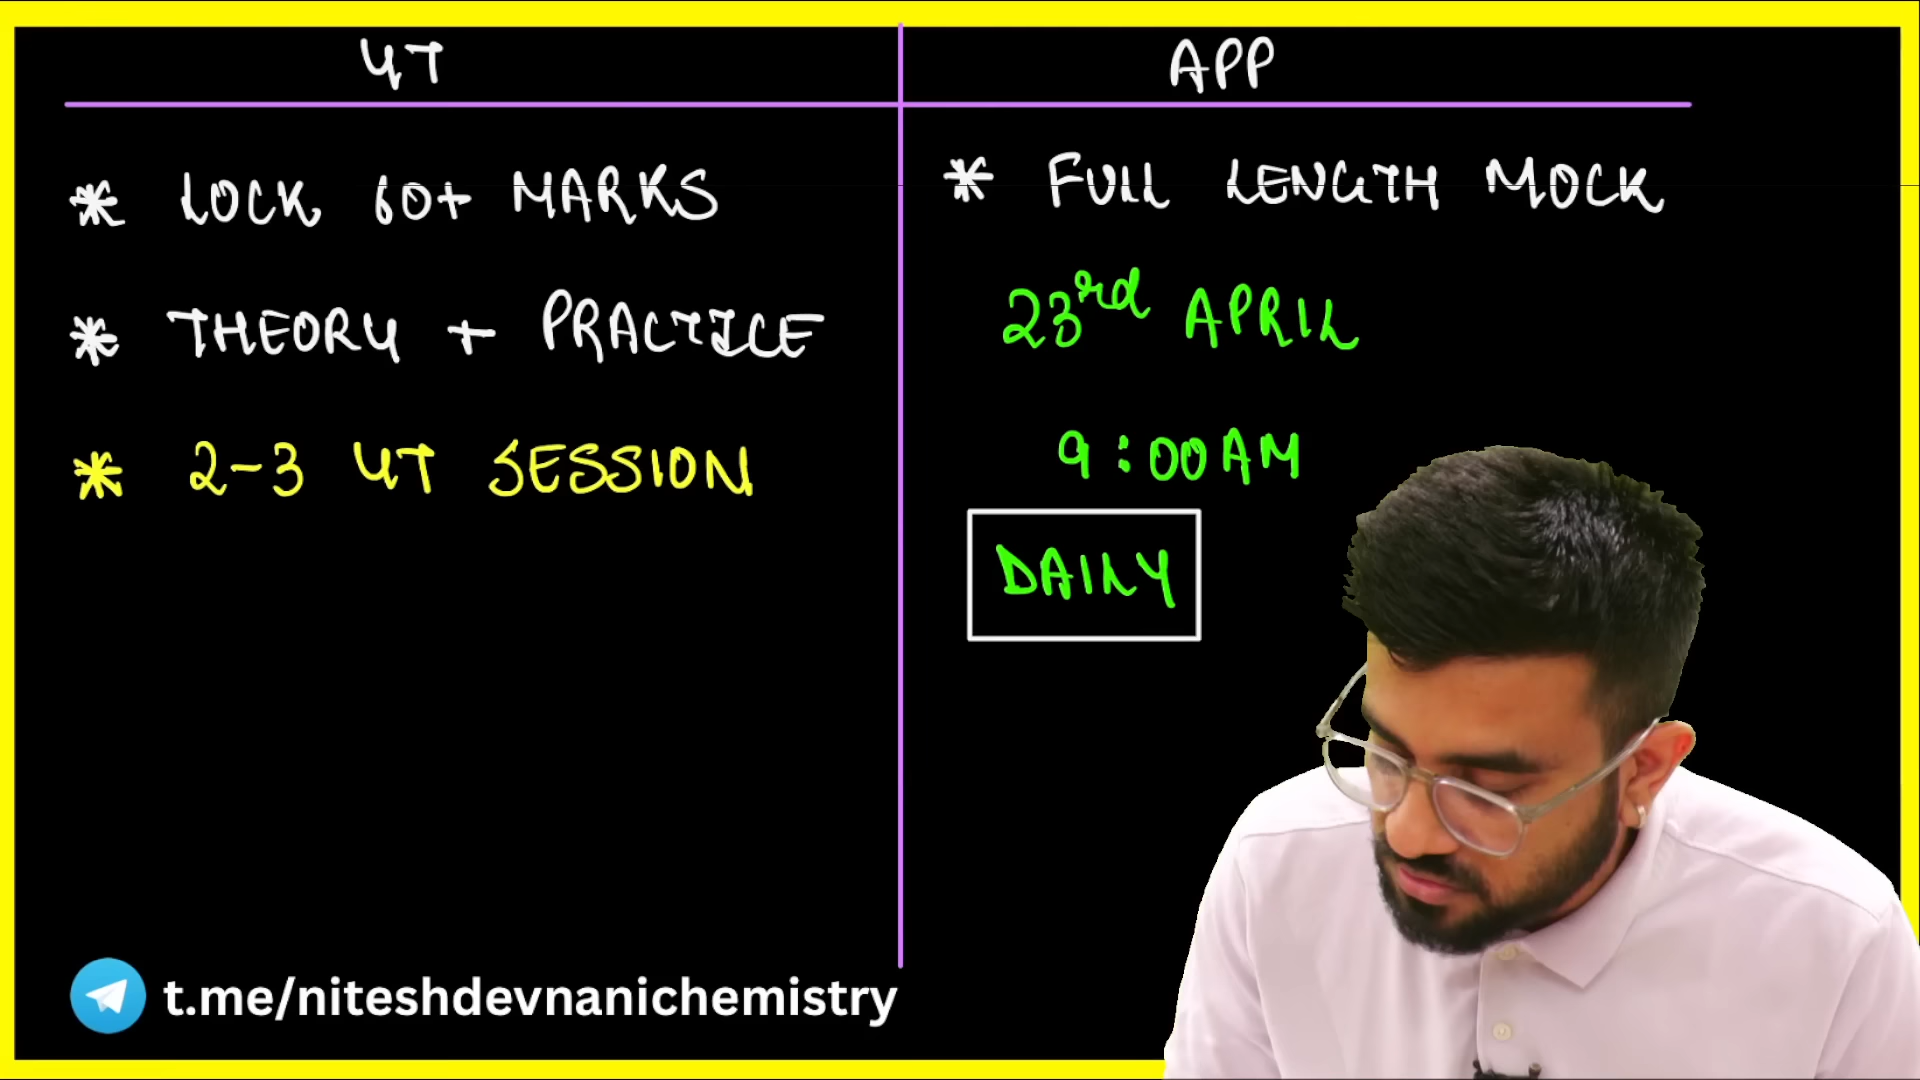 YT
* LOCK 60+ MARKS
* THEORY + PRACTICE
* 2-3 YT SESSION
APP
* FULL LENGTH MOCK
23rd APRIL
9:00AM
DAILY
t.me/niteshdevnanichemistry